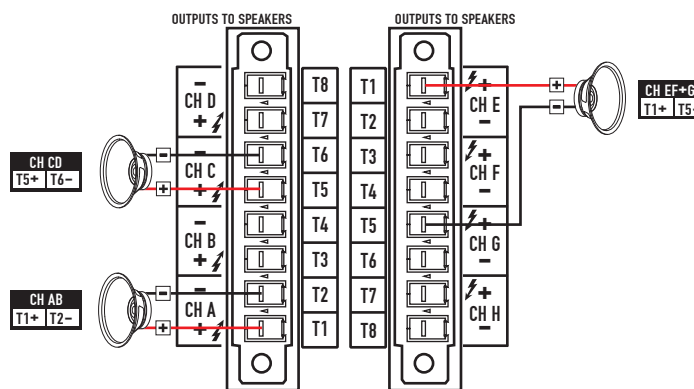 OUTPUTS TO SPEAKERS
OUTPUTS TO SPEAKERS
−
CH D
+
T8
T7
−
CH C
+
T6
T5
−
CH B
+
T4
T3
−
CH A
+
T2
T1
CH CD
T5+ T6−
−
+
CH AB
T1+ T2−
−
+
T1
T2
+
CH E
−
T3
T4
+
CH F
−
T5
T6
+
CH G
−
T7
T8
+
CH H
−
+
−
CH EF+G
T1+ T5